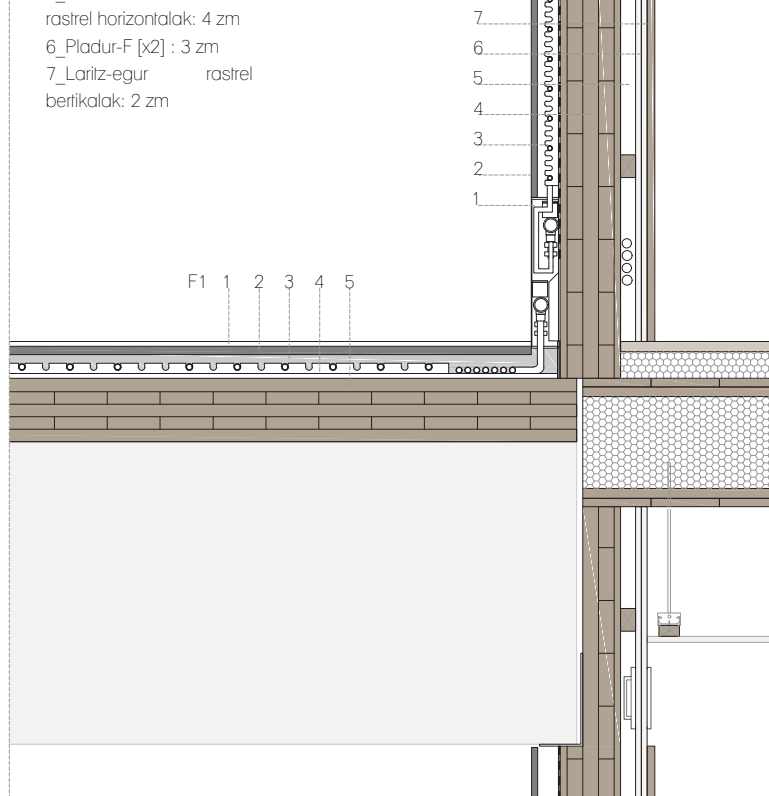 rastrel horizontalak: 4 zm
6_Pladur-F [x2] : 3 zm
7_Laritz-egur rastrel
bertikalak: 2 zm
7
6
5
4
3
2
1
F1 1 2 3 4 5